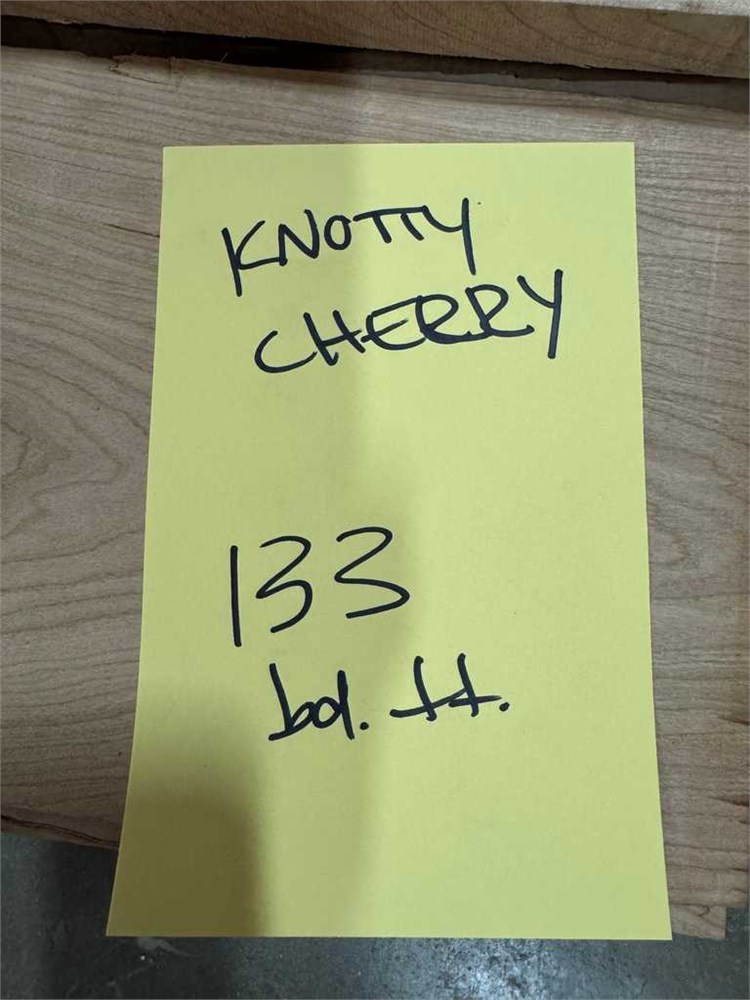 KNOTTY
CHERRY
133
bd. ft.